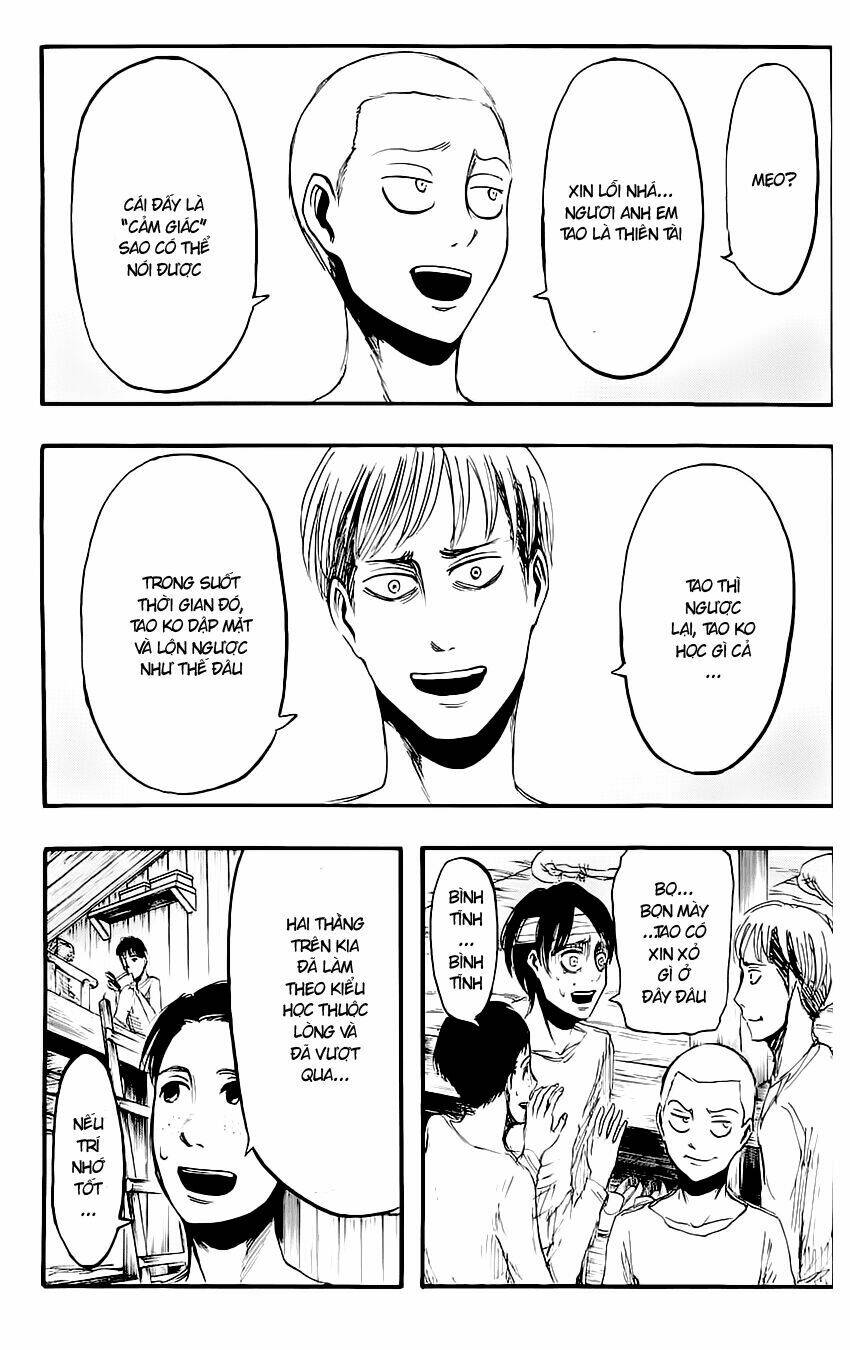 MẸO?
XIN LỖI NHÁ...
NGƯƠI ANH EM
TAO LÀ THIÊN TÀI
CÁI ĐẤY LÀ
"CẢM GIÁC"
SAO CÓ THỂ
NÓI ĐƯỢC
TAO THÌ
NGƯỢC
LẠI, TAO KO
HỌC GÌ CẢ
...
TRONG SUỐT
THỜI GIAN ĐÓ,
TAO KO DẬP MẶT
VÀ LỘN NGƯỢC
NHƯ THẾ ĐÂU
BỌ...
BỌN MÀY
..TAO CÓ
XIN XỎ
GÌ Ở
ĐÂY ĐÂU
BÌNH
TĨNH
...
BÌNH
TĨNH
HAI THẰNG
TRÊN KIA
ĐÃ LÀM
THEO KIỂU
HỌC THUỘC
LÒNG VÀ
ĐÃ VƯỢT
QUA...
NẾU
TRÍ
NHỚ
TỐT
...